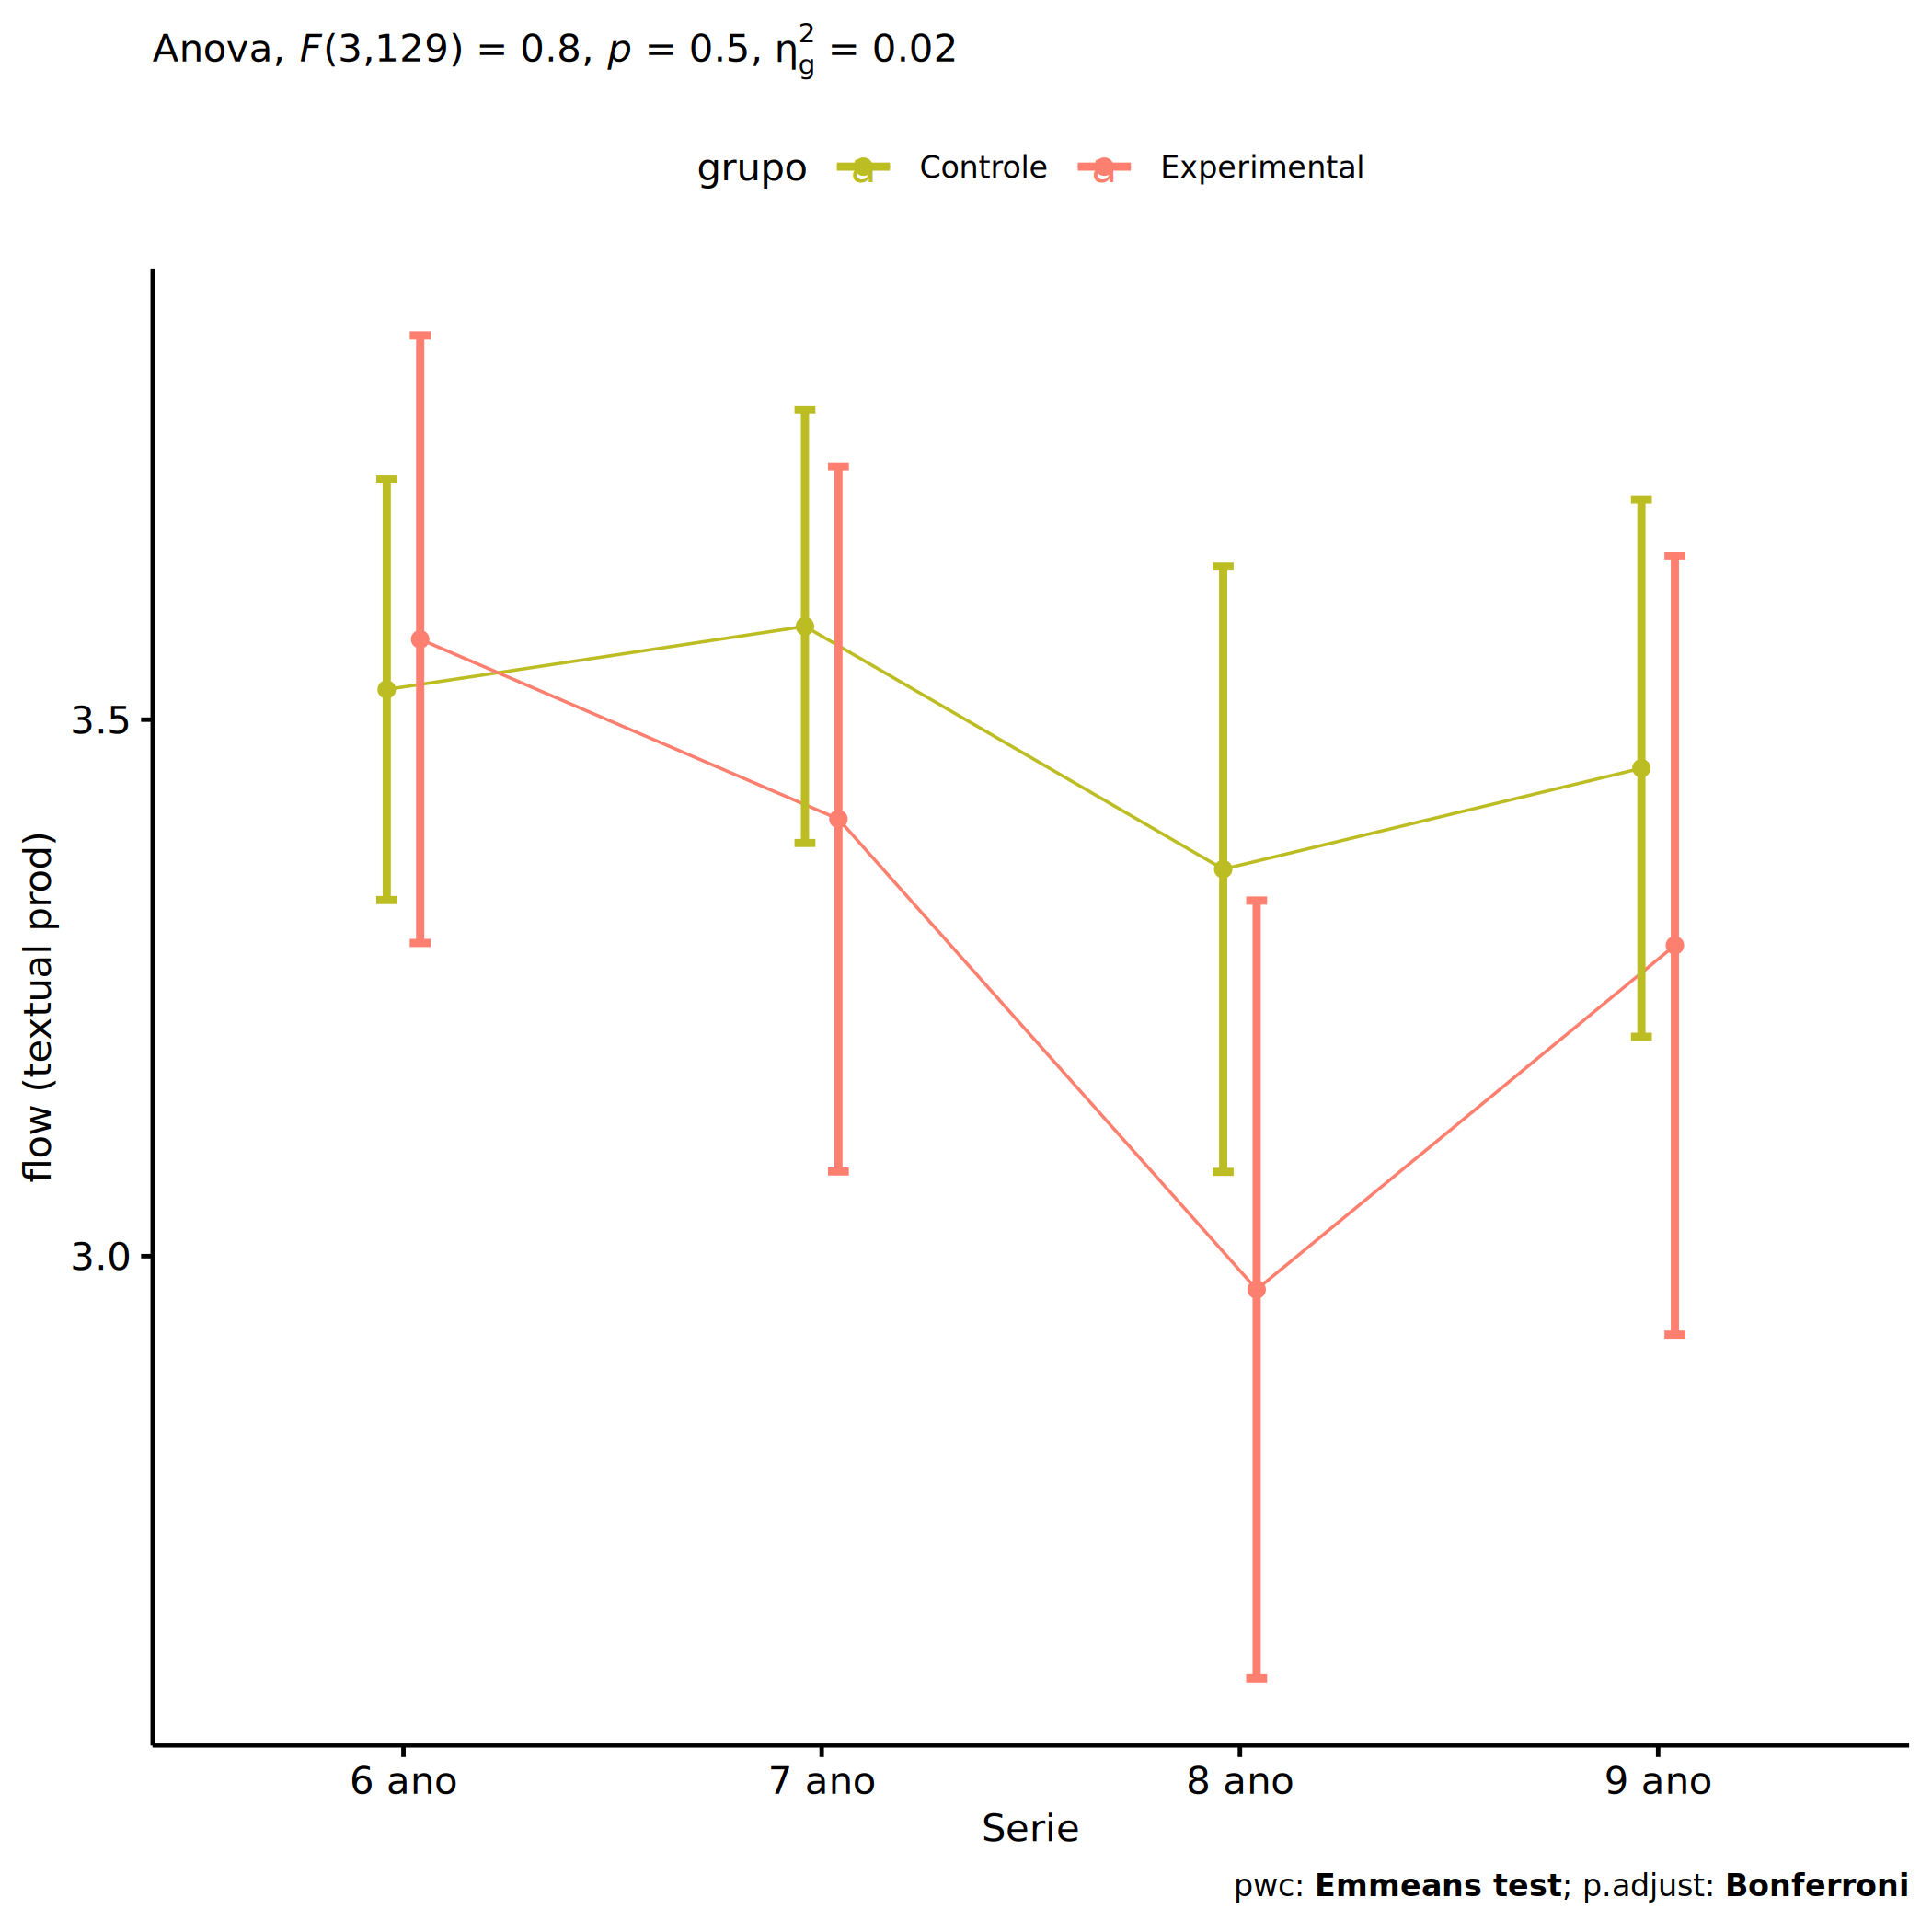 Anova, F(3,129) = 0.8, p = 0.5, η²g = 0.02
grupo a Controle a Experimental
3.5
3.0
flow (textual prod)
6 ano 7 ano 8 ano 9 ano
Serie
pwc: Emmeans test; p.adjust: Bonferroni